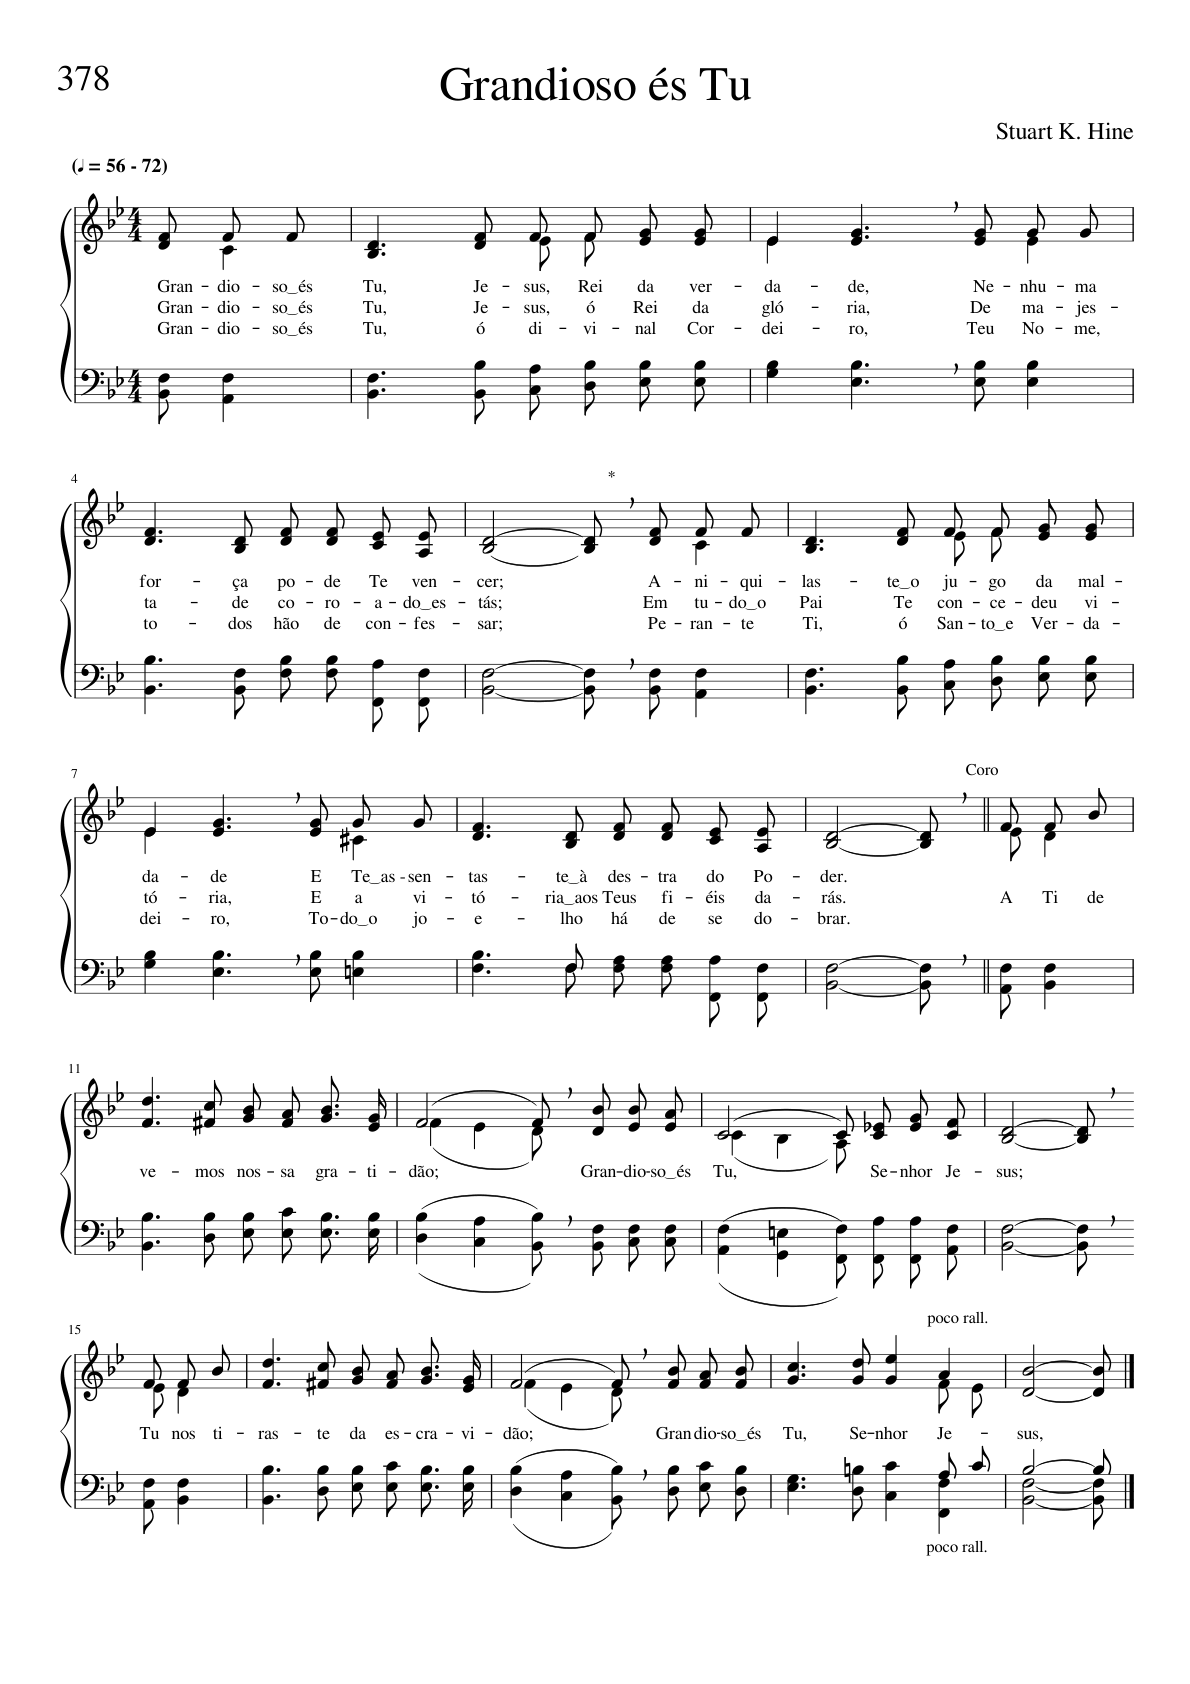 378
Grandioso és Tu
Stuart K. Hine
(♩ = 56 - 72)
Gran - dio - so_és Tu, Je - sus, Rei da ver - da - de, Ne - nhu - ma
Gran - dio - so_és Tu, Je - sus, ó Rei da gló - ria, De ma - jes -
Gran - dio - so_és Tu, ó di - vi - nal Cor - dei - ro, Teu No - me,
4
*
for - ça po - de Te ven - cer; A - ni - qui - las - te_o ju - go da mal -
ta - de co - ro - a - do_es - tás; Em tu - do_o Pai Te con - ce - deu vi -
to - dos hão de con - fes - sar; Pe - ran - te Ti, ó San - to_e Ver - da -
7
Coro
da - de E Te_as - sen - tas - te_à des - tra do Po - der.
tó - ria, E a vi - tó - ria_aos Teus fi - éis da - rás. A Ti de
dei - ro, To - do_o jo - e - lho há de se do - brar.
11
ve - mos nos - sa gra - ti - dão; Gran - dio - so_és Tu, Se - nhor Je - sus;
15
poco rall.
Tu nos ti - ras - te da es - cra - vi - dão; Gran dio - so_és Tu, Se - nhor Je - sus,
poco rall.